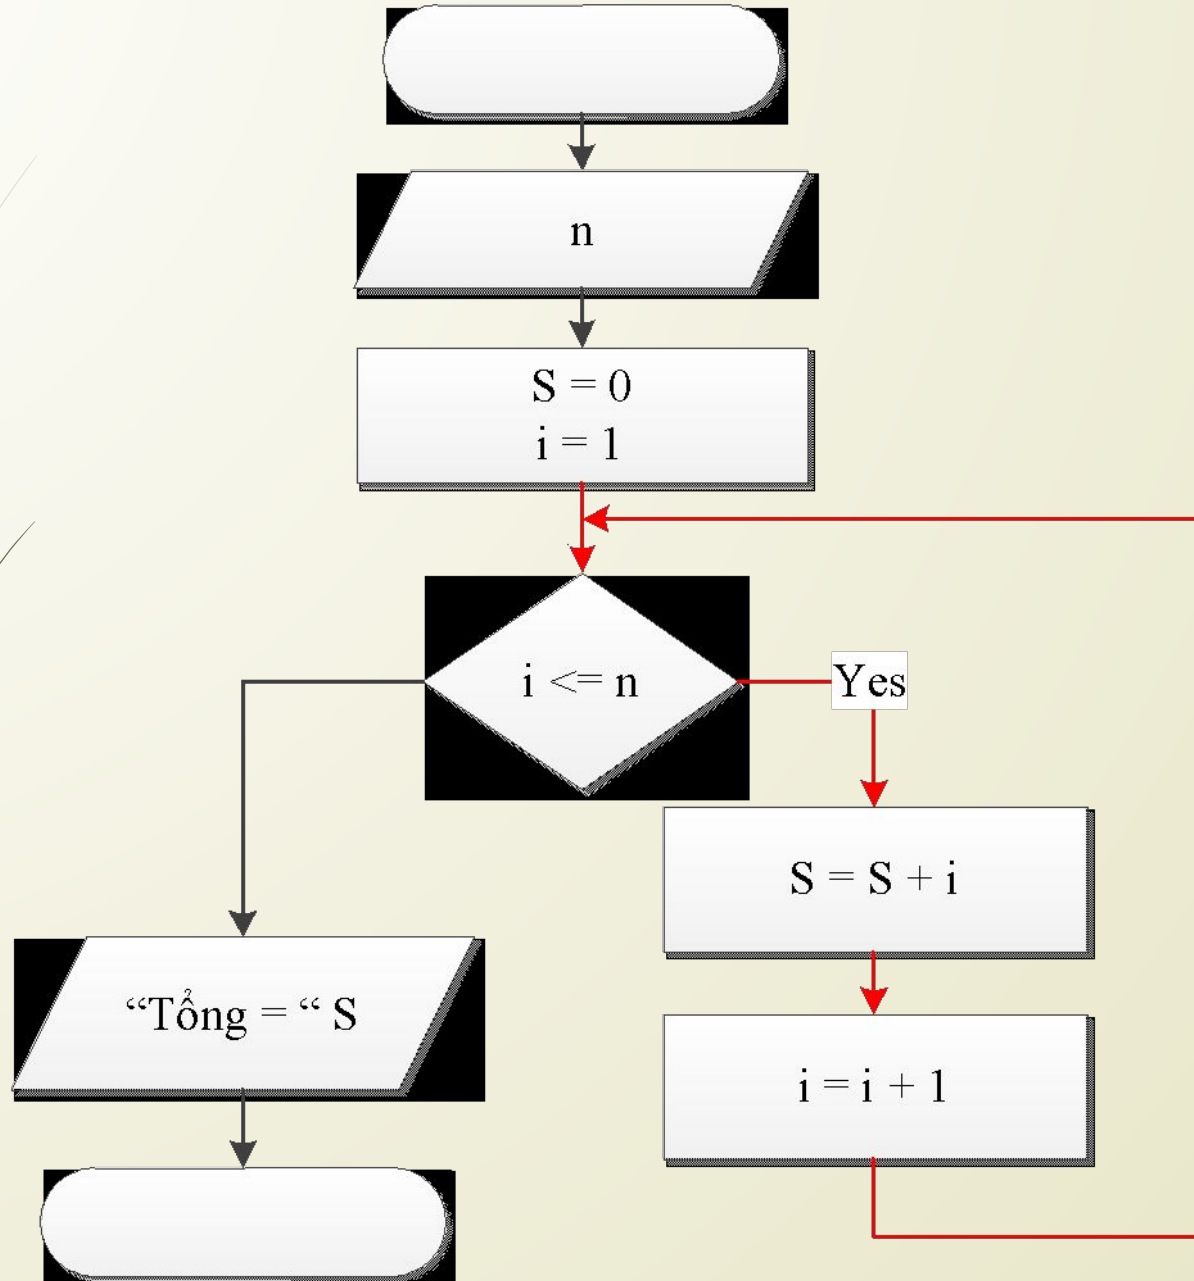 n
S = 0
i = 1
i <= n
Yes
S = S + i
i = i + 1
“Tổng = “ S